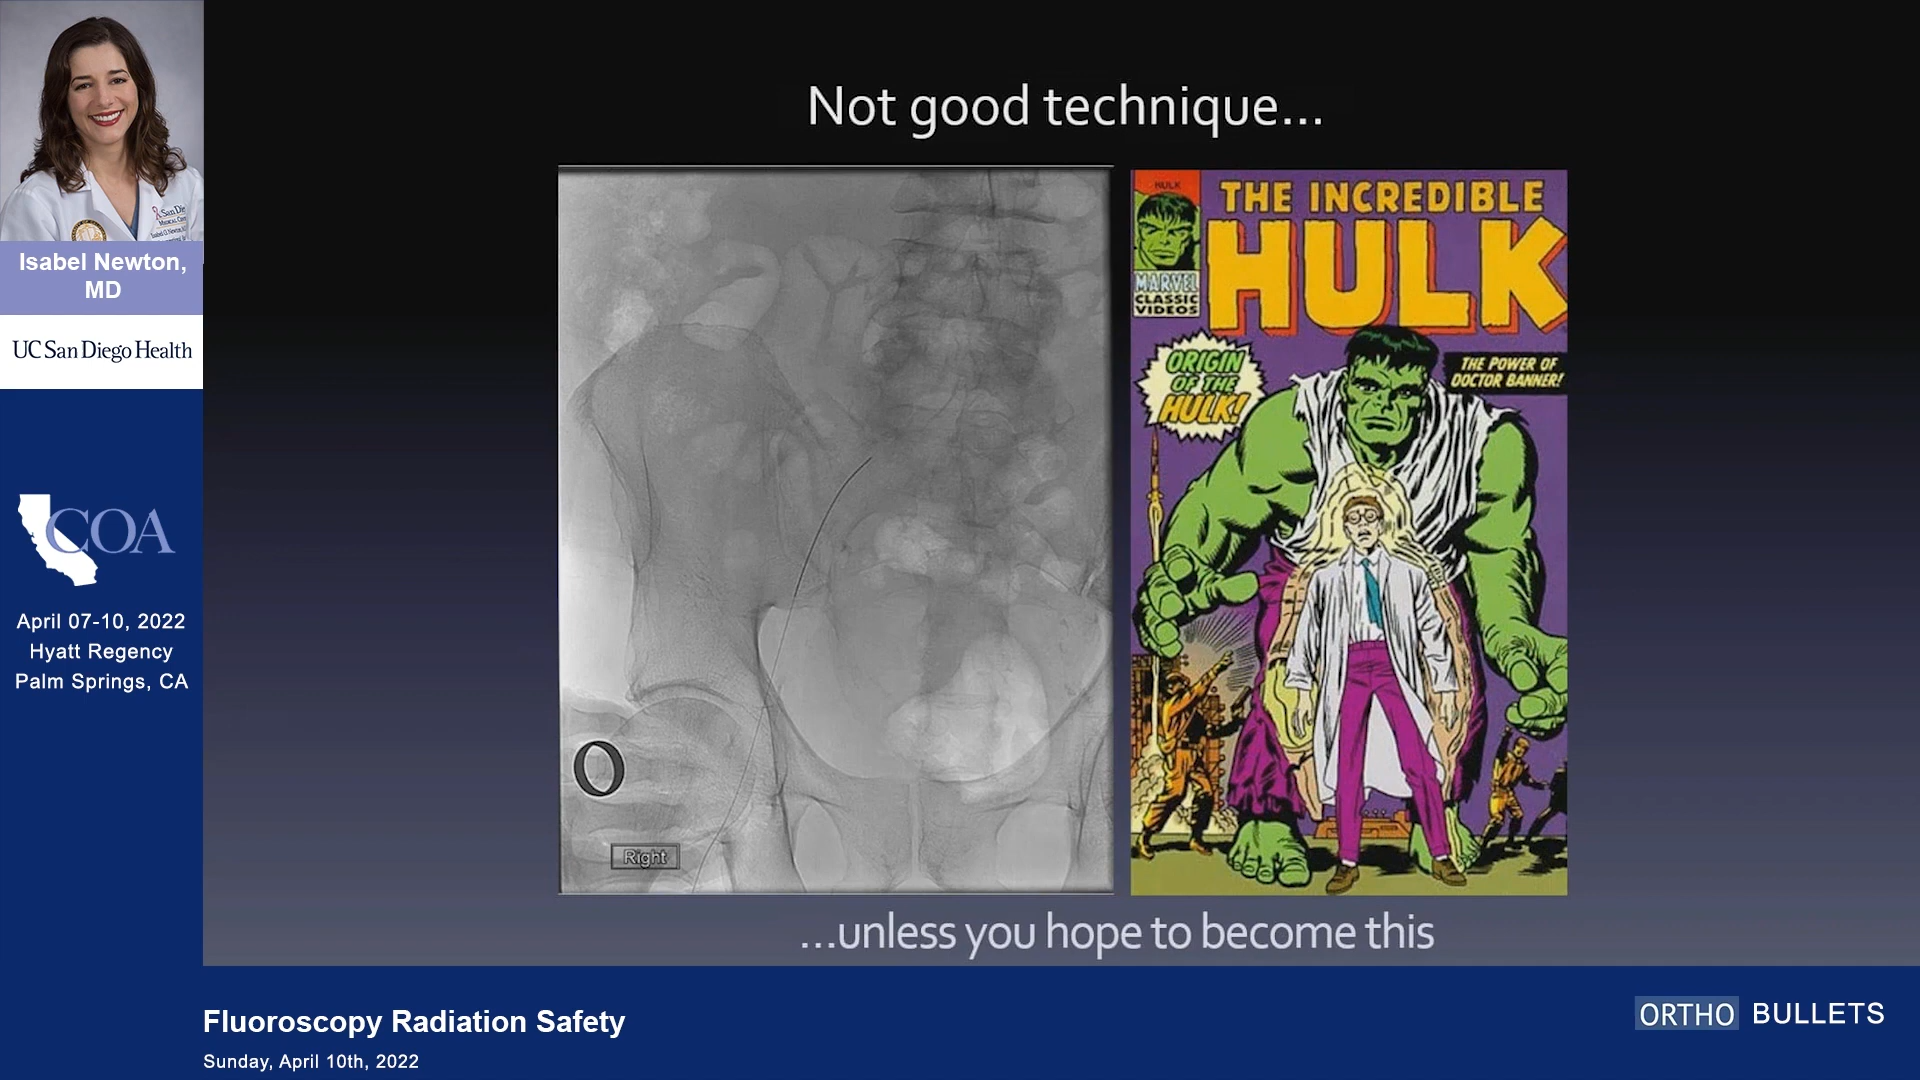 Not good technique...
Right
HULK
MARVEL
CLASSIC
VIDEOS
THE INCREDIBLE
HULK
ORIGIN
OF THE
HULK!
THE POWER OF
DOCTOR BANNER!
...unless you hope to become this
Isabel Newton,
MD
UC San Diego Health
COA
April 07-10, 2022
Hyatt Regency
Palm Springs, CA
Fluoroscopy Radiation Safety
Sunday, April 10th, 2022
ORTHO BULLETS